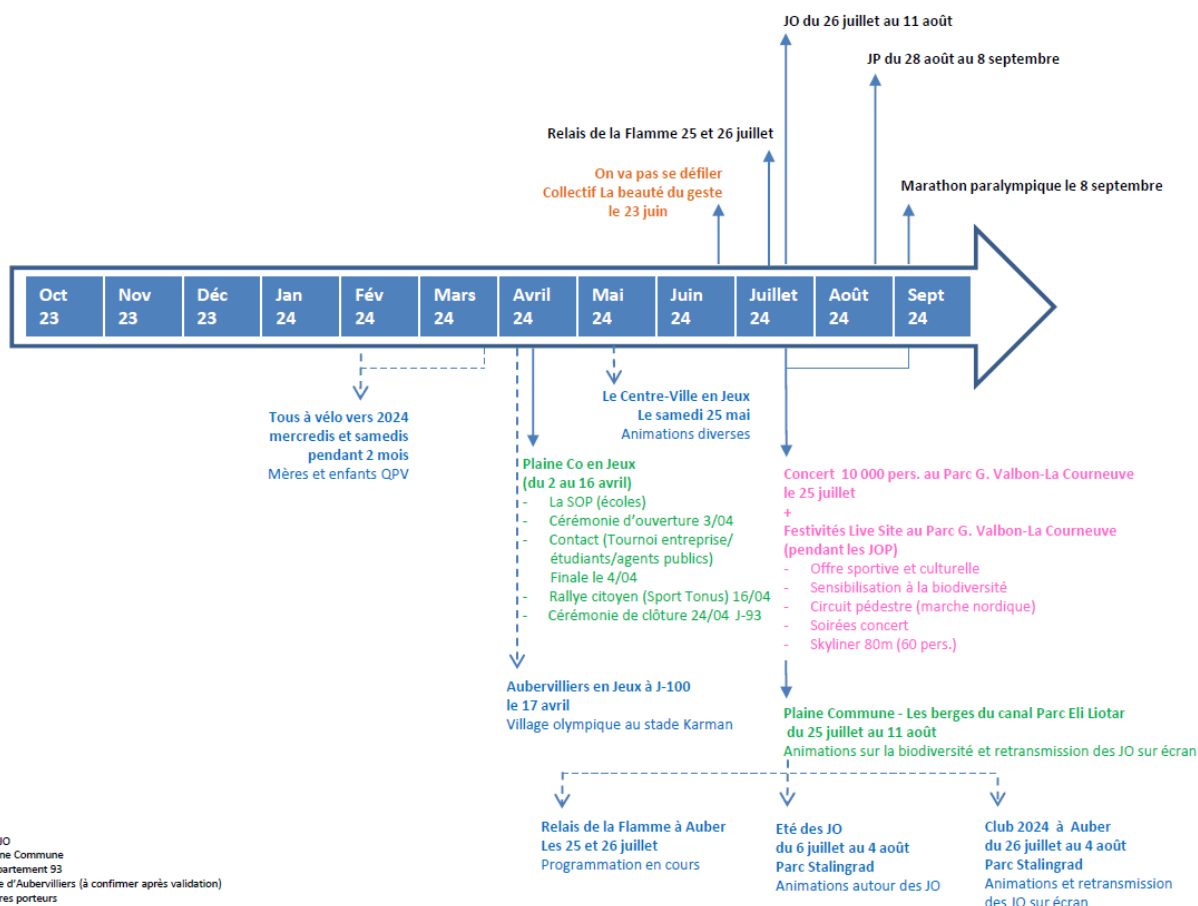 JO du 26 juillet au 11 août
JP du 28 août au 8 septembre
Relais de la Flamme 25 et 26 juillet
On va pas se défiler
Collectif La beauté du geste
le 23 juin
Marathon paralympique le 8 septembre
Oct
23
Nov
23
Déc
23
Jan
24
Fév
24
Mars
24
Avril
24
Mai
24
Juin
24
Juillet
24
Août
24
Sept
24
Tous à vélo vers 2024
mercredis et samedis
pendant 2 mois
Mères et enfants QPV
Le Centre-Ville en Jeux
Le samedi 25 mai
Animations diverses
Plaine Co en Jeux
(du 2 au 16 avril)
- La SOP (écoles)
- Cérémonie d'ouverture 3/04
- Contact (Tournoi entreprise/
étudiants/agents publics)
Finale le 4/04
- Rallye citoyen (Sport Tonus) 16/04
- Cérémonie de clôture 24/04 J-93
Concert 10 000 pers. au Parc G. Valbon-La Courneuve
le 25 juillet
+
Festivités Live Site au Parc G. Valbon-La Courneuve
(pendant les JOP)
- Offre sportive et culturelle
- Sensibilisation à la biodiversité
- Circuit pédestre (marche nordique)
- Soirées concert
- Skyliner 80m (60 pers.)
Aubervilliers en Jeux à J-100
le 17 avril
Village olympique au stade Karman
Plaine Commune - Les berges du canal Parc Eli Liotar
du 25 juillet au 11 août
Animations sur la biodiversité et retransmission des JO sur écran
Relais de la Flamme à Auber
Les 25 et 26 juillet
Programmation en cours
Eté des JO
du 6 juillet au 4 août
Parc Stalingrad
Animations autour des JO
Club 2024 à Auber
du 26 juillet au 4 août
Parc Stalingrad
Animations et retransmission
des JO sur écran
JO
ne Commune
partement 93
e d'Aubervilliers (à confirmer après validation)
res porteurs